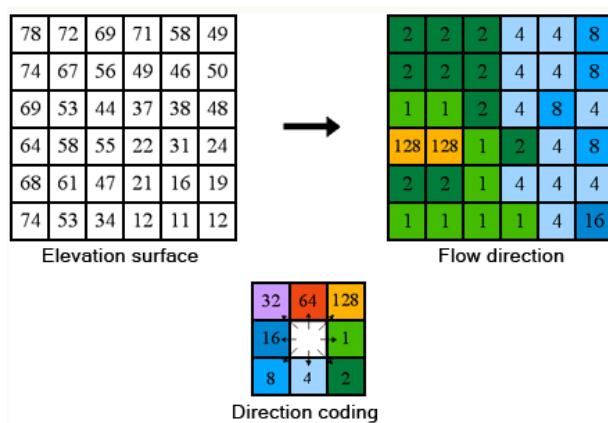 78 72 69 71 58 49
74 67 56 49 46 50
69 53 44 37 38 48
64 58 55 22 31 24
68 61 47 21 16 19
74 53 34 12 11 12
Elevation surface
2 2 2 4 4 8
2 2 2 4 4 8
1 1 2 4 8 4
128 128 1 2 4 8
2 2 1 4 4 4
1 1 1 1 4 16
Flow direction
32 64 128
16 1
8 4 2
Direction coding